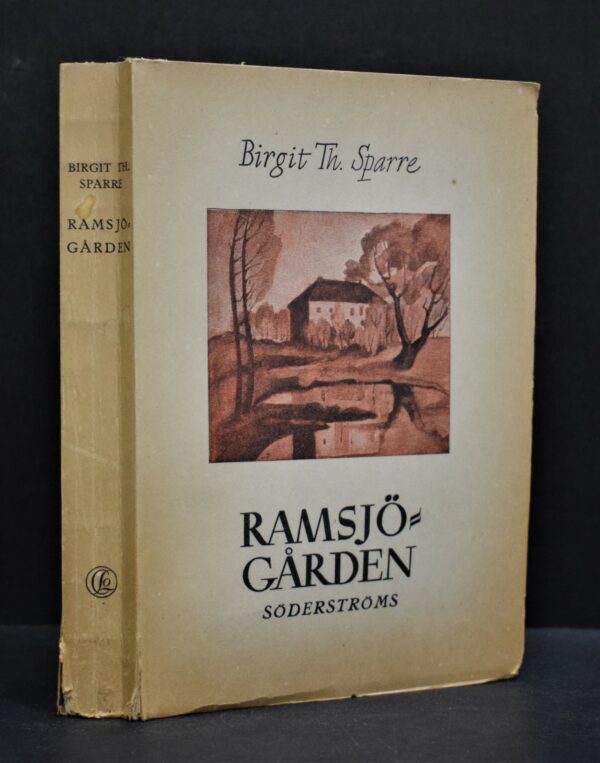 BIRGIT TH.
SPARRE
RAMSJÖ-
GÅRDEN
Birgit Th. Sparre
RAMSJÖ-
GÅRDEN
SÖDERSTRÖMS